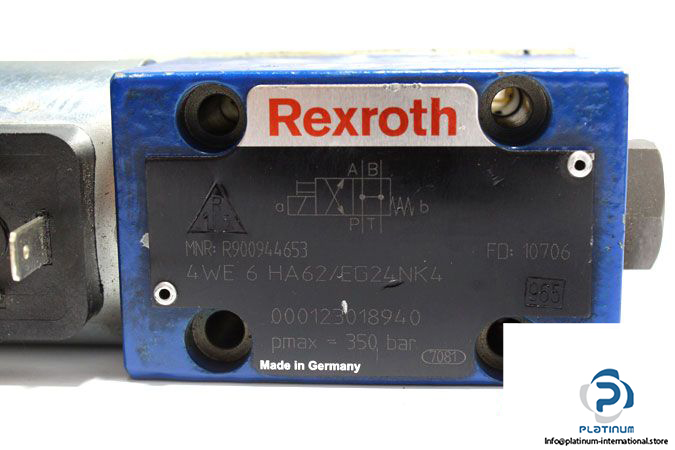 Rexroth
A B
a b
P T
MNR: R900944653 FD: 10706
4WE 6 HA62/EG24NK4
965
000123018940
pmax = 350 bar
7081
Made in Germany
PLATINUM
Info@platinum-international.store